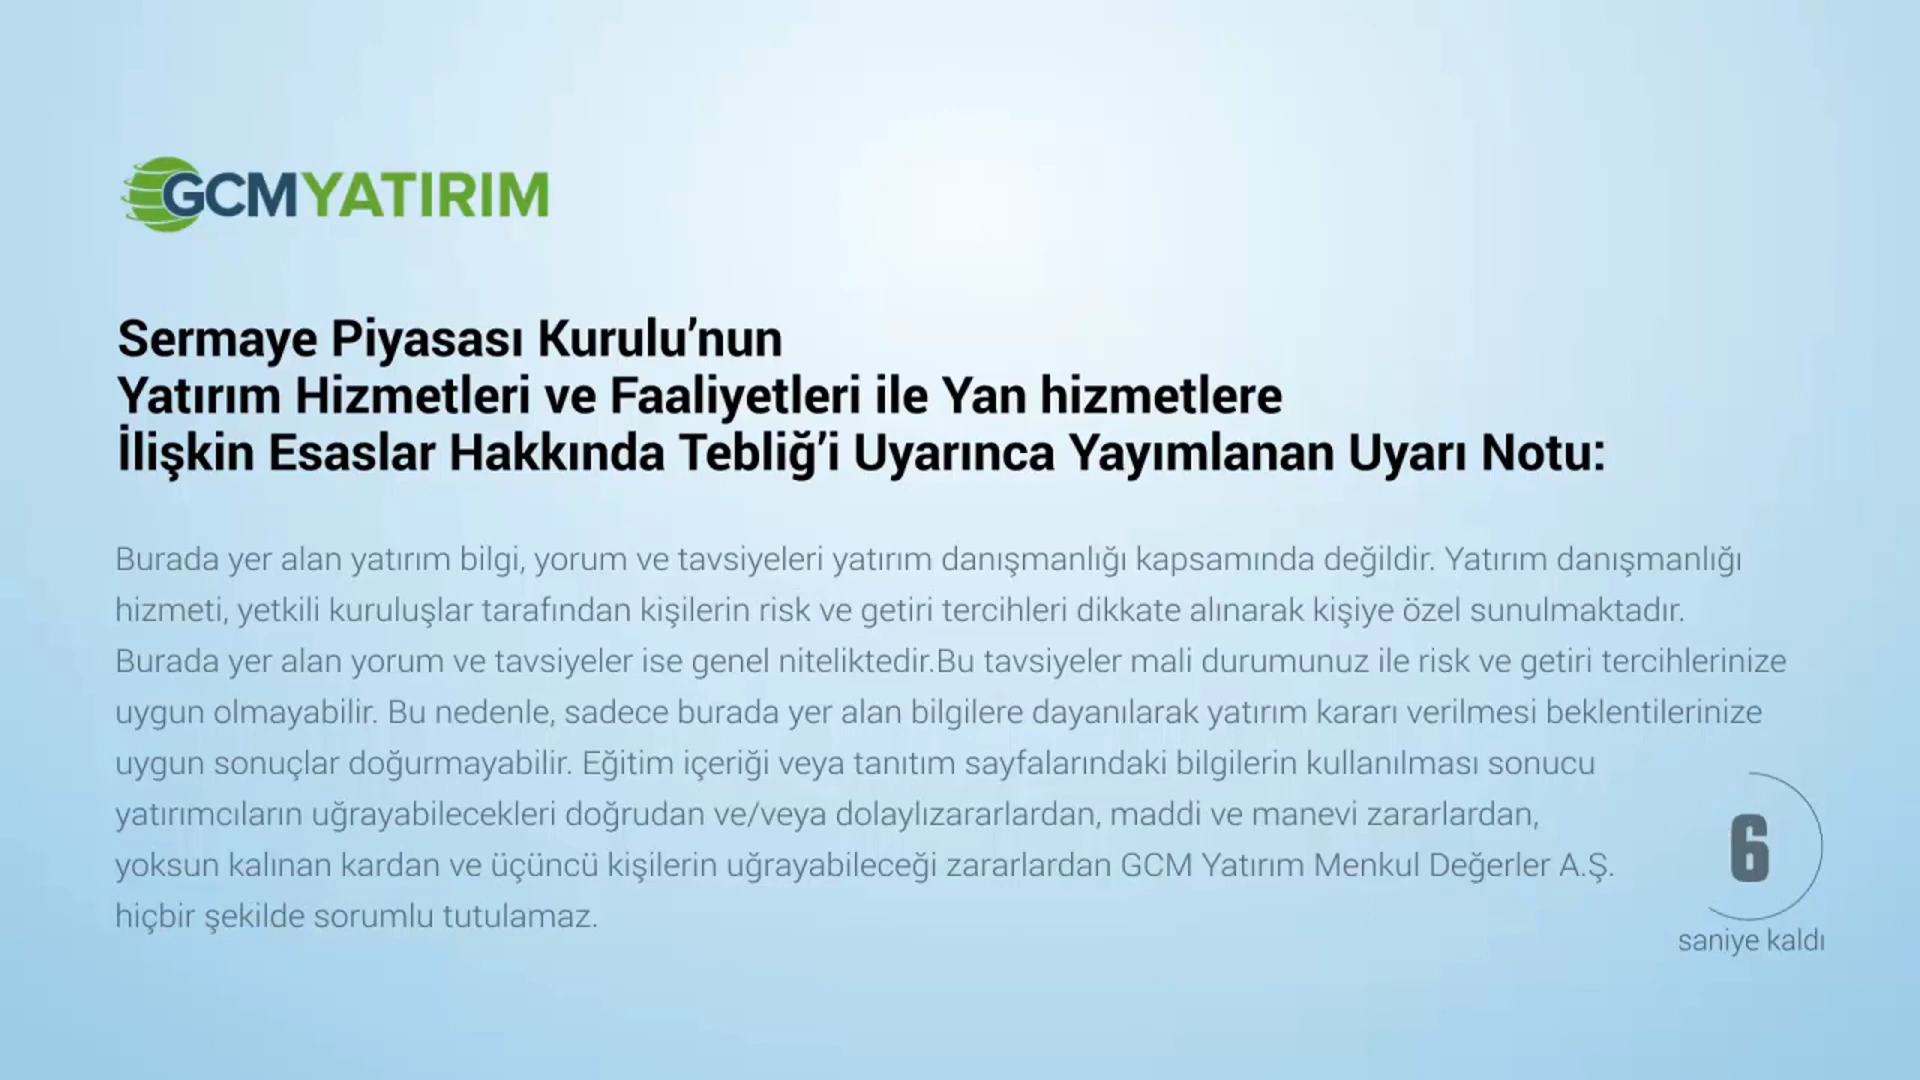 GCMYATIRIM
Sermaye Piyasası Kurulu’nun
Yatırım Hizmetleri ve Faaliyetleri ile Yan hizmetlere
İlişkin Esaslar Hakkında Tebliğ’i Uyarınca Yayımlanan Uyarı Notu:
Burada yer alan yatırım bilgi, yorum ve tavsiyeleri yatırım danışmanlığı kapsamında değildir. Yatırım danışmanlığı
hizmeti, yetkili kuruluşlar tarafından kişilerin risk ve getiri tercihleri dikkate alınarak kişiye özel sunulmaktadır.
Burada yer alan yorum ve tavsiyeler ise genel niteliktedir.Bu tavsiyeler mali durumunuz ile risk ve getiri tercihlerinize
uygun olmayabilir. Bu nedenle, sadece burada yer alan bilgilere dayanılarak yatırım kararı verilmesi beklentilerinize
uygun sonuçlar doğurmayabilir. Eğitim içeriği veya tanıtım sayfalarındaki bilgilerin kullanılması sonucu
yatırımcıların uğrayabilecekleri doğrudan ve/veya dolaylızararlardan, maddi ve manevi zararlardan,
yoksun kalınan kardan ve üçüncü kişilerin uğrayabileceği zararlardan GCM Yatırım Menkul Değerler A.Ş.
hiçbir şekilde sorumlu tutulamaz.
6
saniye kaldı